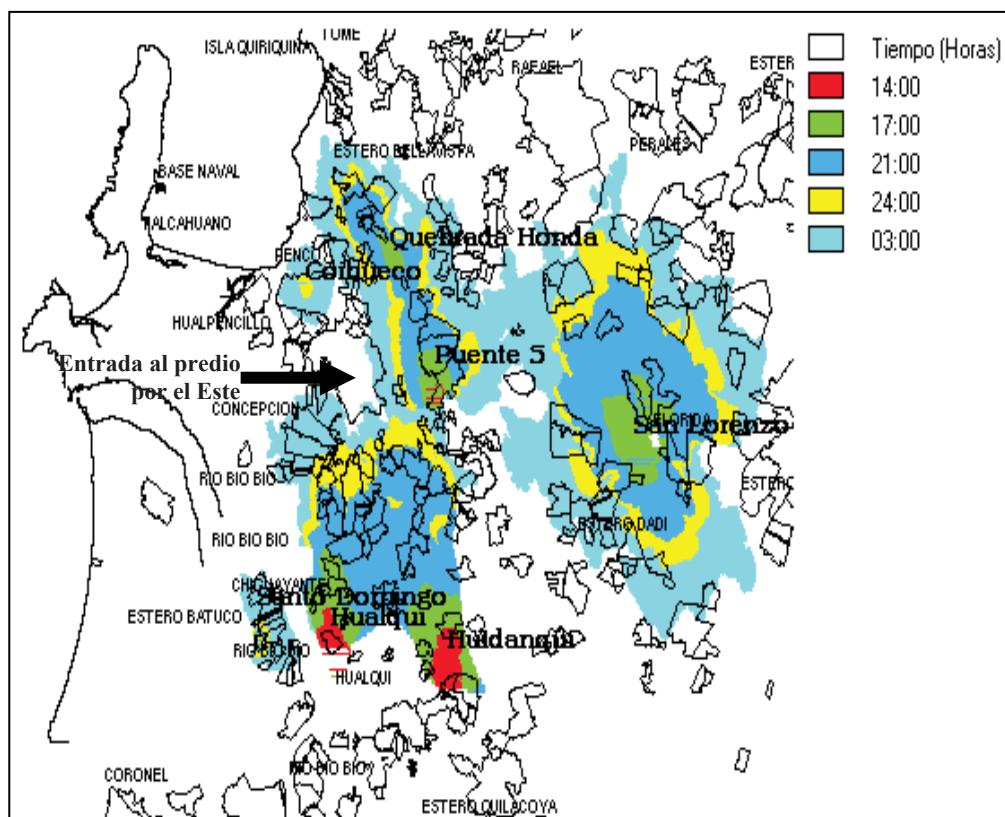 TOME
ISLA QUIRIQUINA
RAFAEL
ESTER
Tiempo (Horas)
14:00
17:00
21:00
24:00
03:00
PERALES
ESTERO BELLAVISTA
BASE NAVAL
TALCAHUANO
Quebrada Honda
PENCO
Coihueco
HUALPENCILLO
Puente 5
Entrada al predio
por el Este
CONCEPCION
FLORIDA
San Lorenzo
RIO BIO BIO
ESTERO
ESTERO DADI
RIO BIO BIO
CHIGUAYANTE
Santo Domingo
ESTERO BATUCO
Hualqui
Huidanqui
RIO BIO BIO
HUALQUI
RIO BIO BIO
CORONEL
ESTERO QUILACOYA